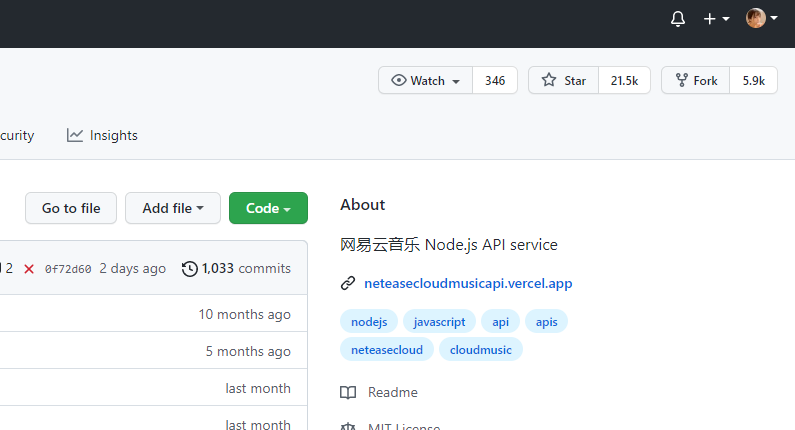 Watch 346 Star 21.5k Fork 5.9k
curity Insights
Go to file Add file Code
2 0f72d60 2 days ago 1,033 commits
10 months ago
5 months ago
last month
last month
About
网易云音乐 Node.js API service
neteasecloudmusicapi.vercel.app
nodejs javascript api apis
neteasecloud cloudmusic
Readme
MIT License